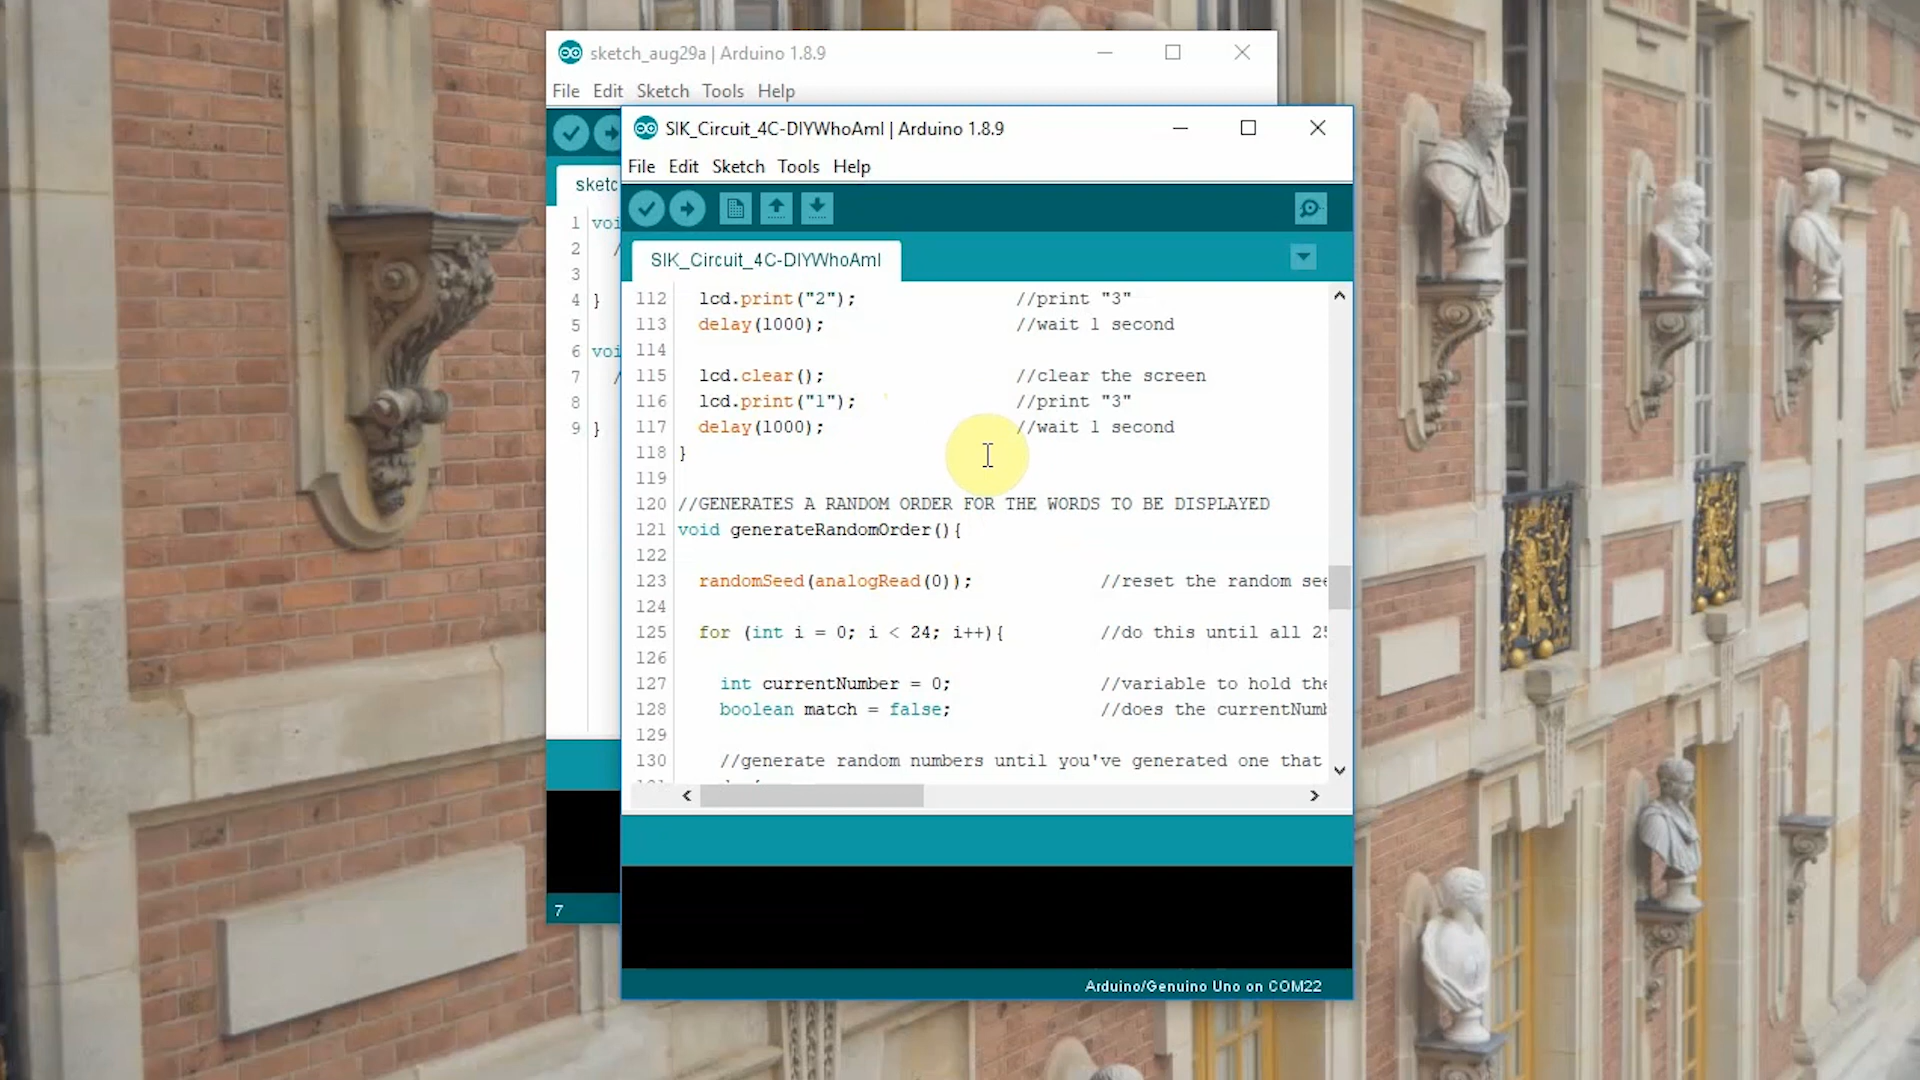 sketch_aug29a | Arduino 1.8.9
File Edit Sketch Tools Help
sketc
1 voi
2 /
3
4 }
5
6 voi
7 /
8
9 }
7
SIK_Circuit_4C-DIYWhoAmI | Arduino 1.8.9
File Edit Sketch Tools Help
SIK_Circuit_4C-DIYWhoAmI
112 lcd.print("2"); //print "3"
113 delay(1000); //wait 1 second
114
115 lcd.clear(); //clear the screen
116 lcd.print("1"); //print "3"
117 delay(1000); //wait 1 second
118 }
119
120 //GENERATES A RANDOM ORDER FOR THE WORDS TO BE DISPLAYED
121 void generateRandomOrder(){
122
123 randomSeed(analogRead(0)); //reset the random see
124
125 for (int i = 0; i < 24; i++){ //do this until all 25
126
127 int currentNumber = 0; //variable to hold the
128 boolean match = false; //does the currentNumb
129
130 //generate random numbers until you've generated one that
Arduino/Genuino Uno on COM22